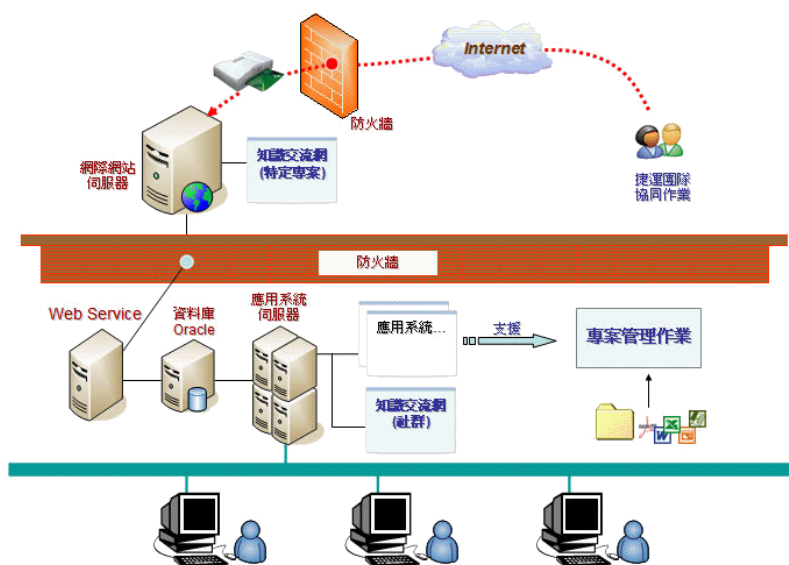 Internet
防火牆
網際網站
伺服器
知識交流網
(特定專案)
捷運團隊
協同作業
防火牆
Web Service
資料庫
Oracle
應用系統
伺服器
應用系統...
支援
專案管理作業
知識交流網
(社群)